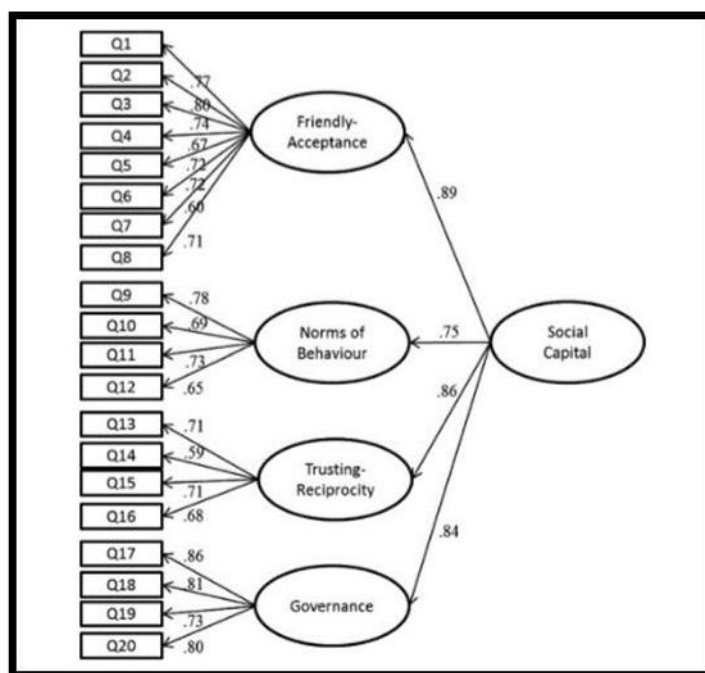 Q1
Q2
Q3
Q4
Q5
Q6
Q7
Q8
.77
.80
.74
.67
.72
.72
.60
.71
Friendly-
Acceptance
Q9
Q10
Q11
Q12
.78
.69
.73
.65
Norms of
Behaviour
Q13
Q14
Q15
Q16
.71
.59
.71
.68
Trusting-
Reciprocity
Q17
Q18
Q19
Q20
.86
.81
.73
.80
Governance
.89
.75
.86
.84
Social
Capital